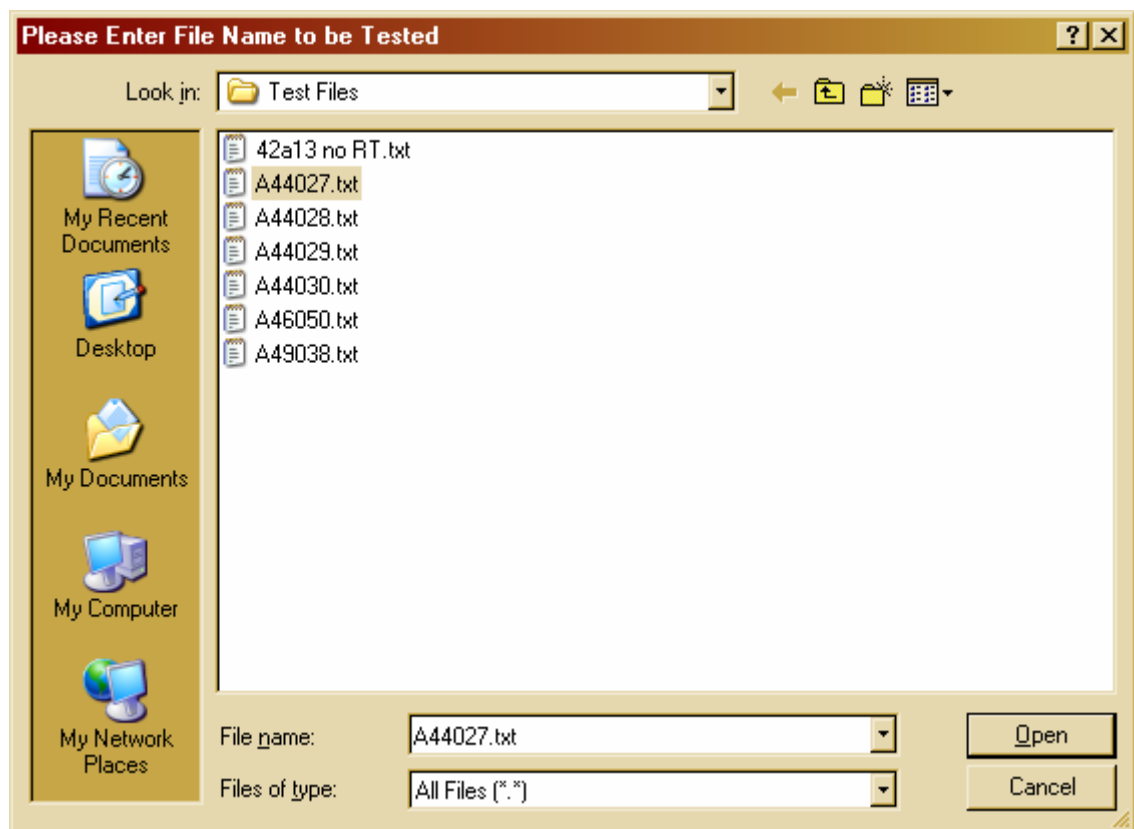 Please Enter File Name to be Tested
Look in:
Test Files
My Recent
Documents
Desktop
My Documents
My Computer
My Network
Places
42a13 no RT.txt
A44027.txt
A44028.txt
A44029.txt
A44030.txt
A46050.txt
A49038.txt
File name:
A44027.txt
Open
Files of type:
All Files (*.*)
Cancel